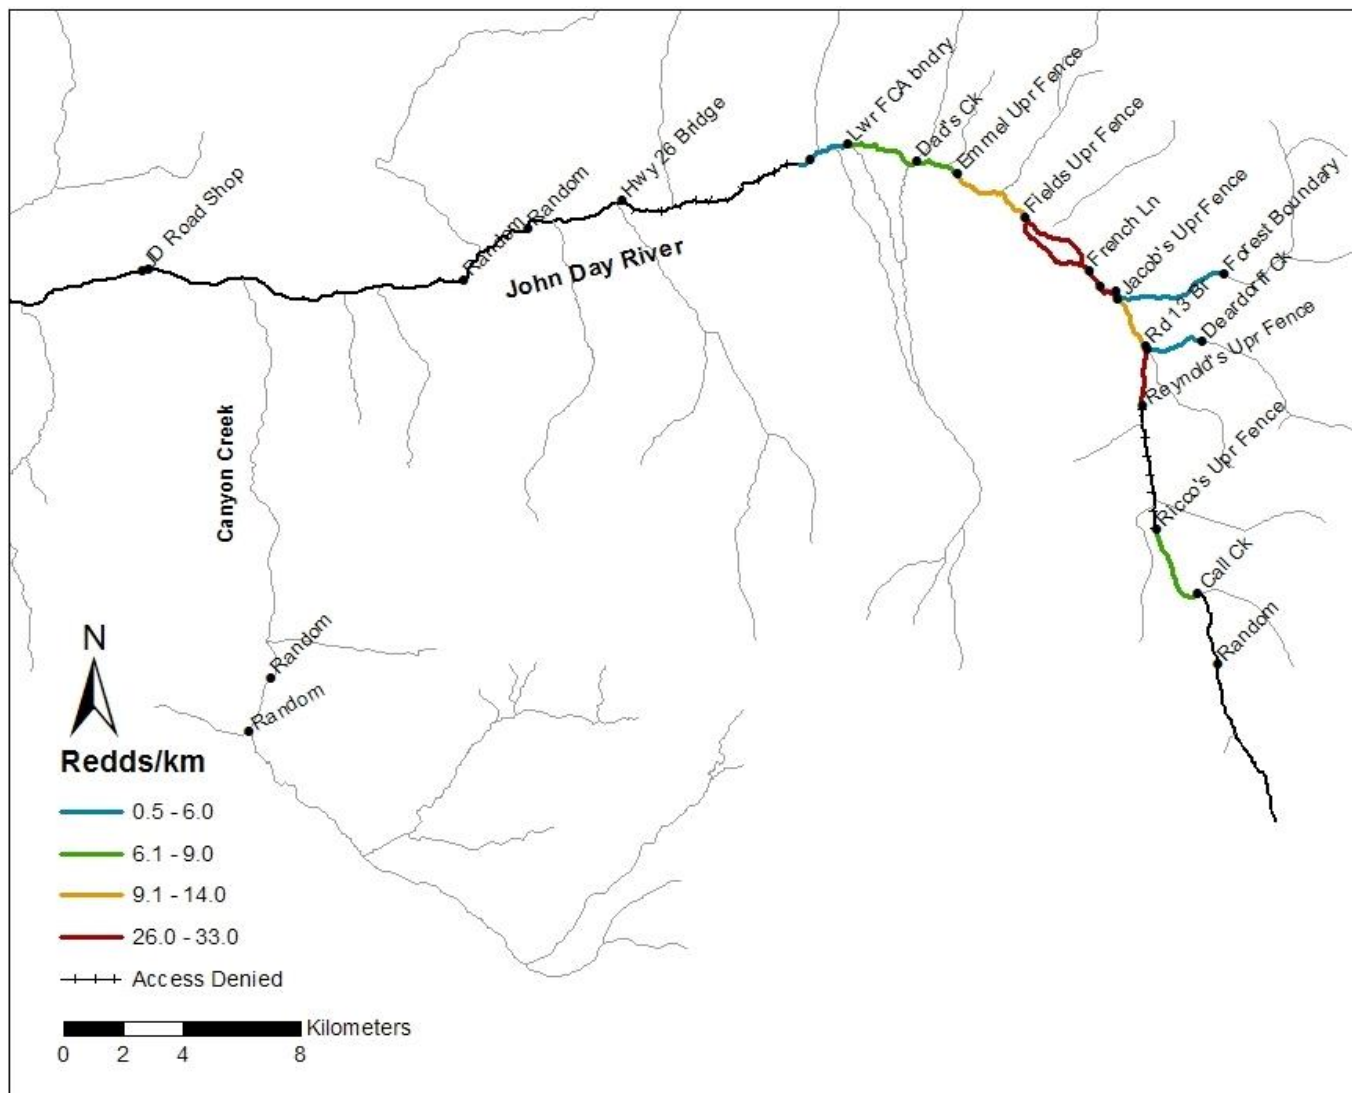 Lwr FCA bndry
Dad's Ck
Emmel Upr Fence
Fields Upr Fence
Hwy 26 Bridge
Random
Random
JD Road Shop
John Day River
French Ln
Jacob's Upr Fence
Forest Boundary
Rd 13 Br
Deardorff Ck
Reynold's Upr Fence
Ricco's Upr Fence
Call Ck
Random
Canyon Creek
Random
Random
N
Redds/km
0.5 - 6.0
6.1 - 9.0
9.1 - 14.0
26.0 - 33.0
Access Denied
Kilometers
0 2 4 8